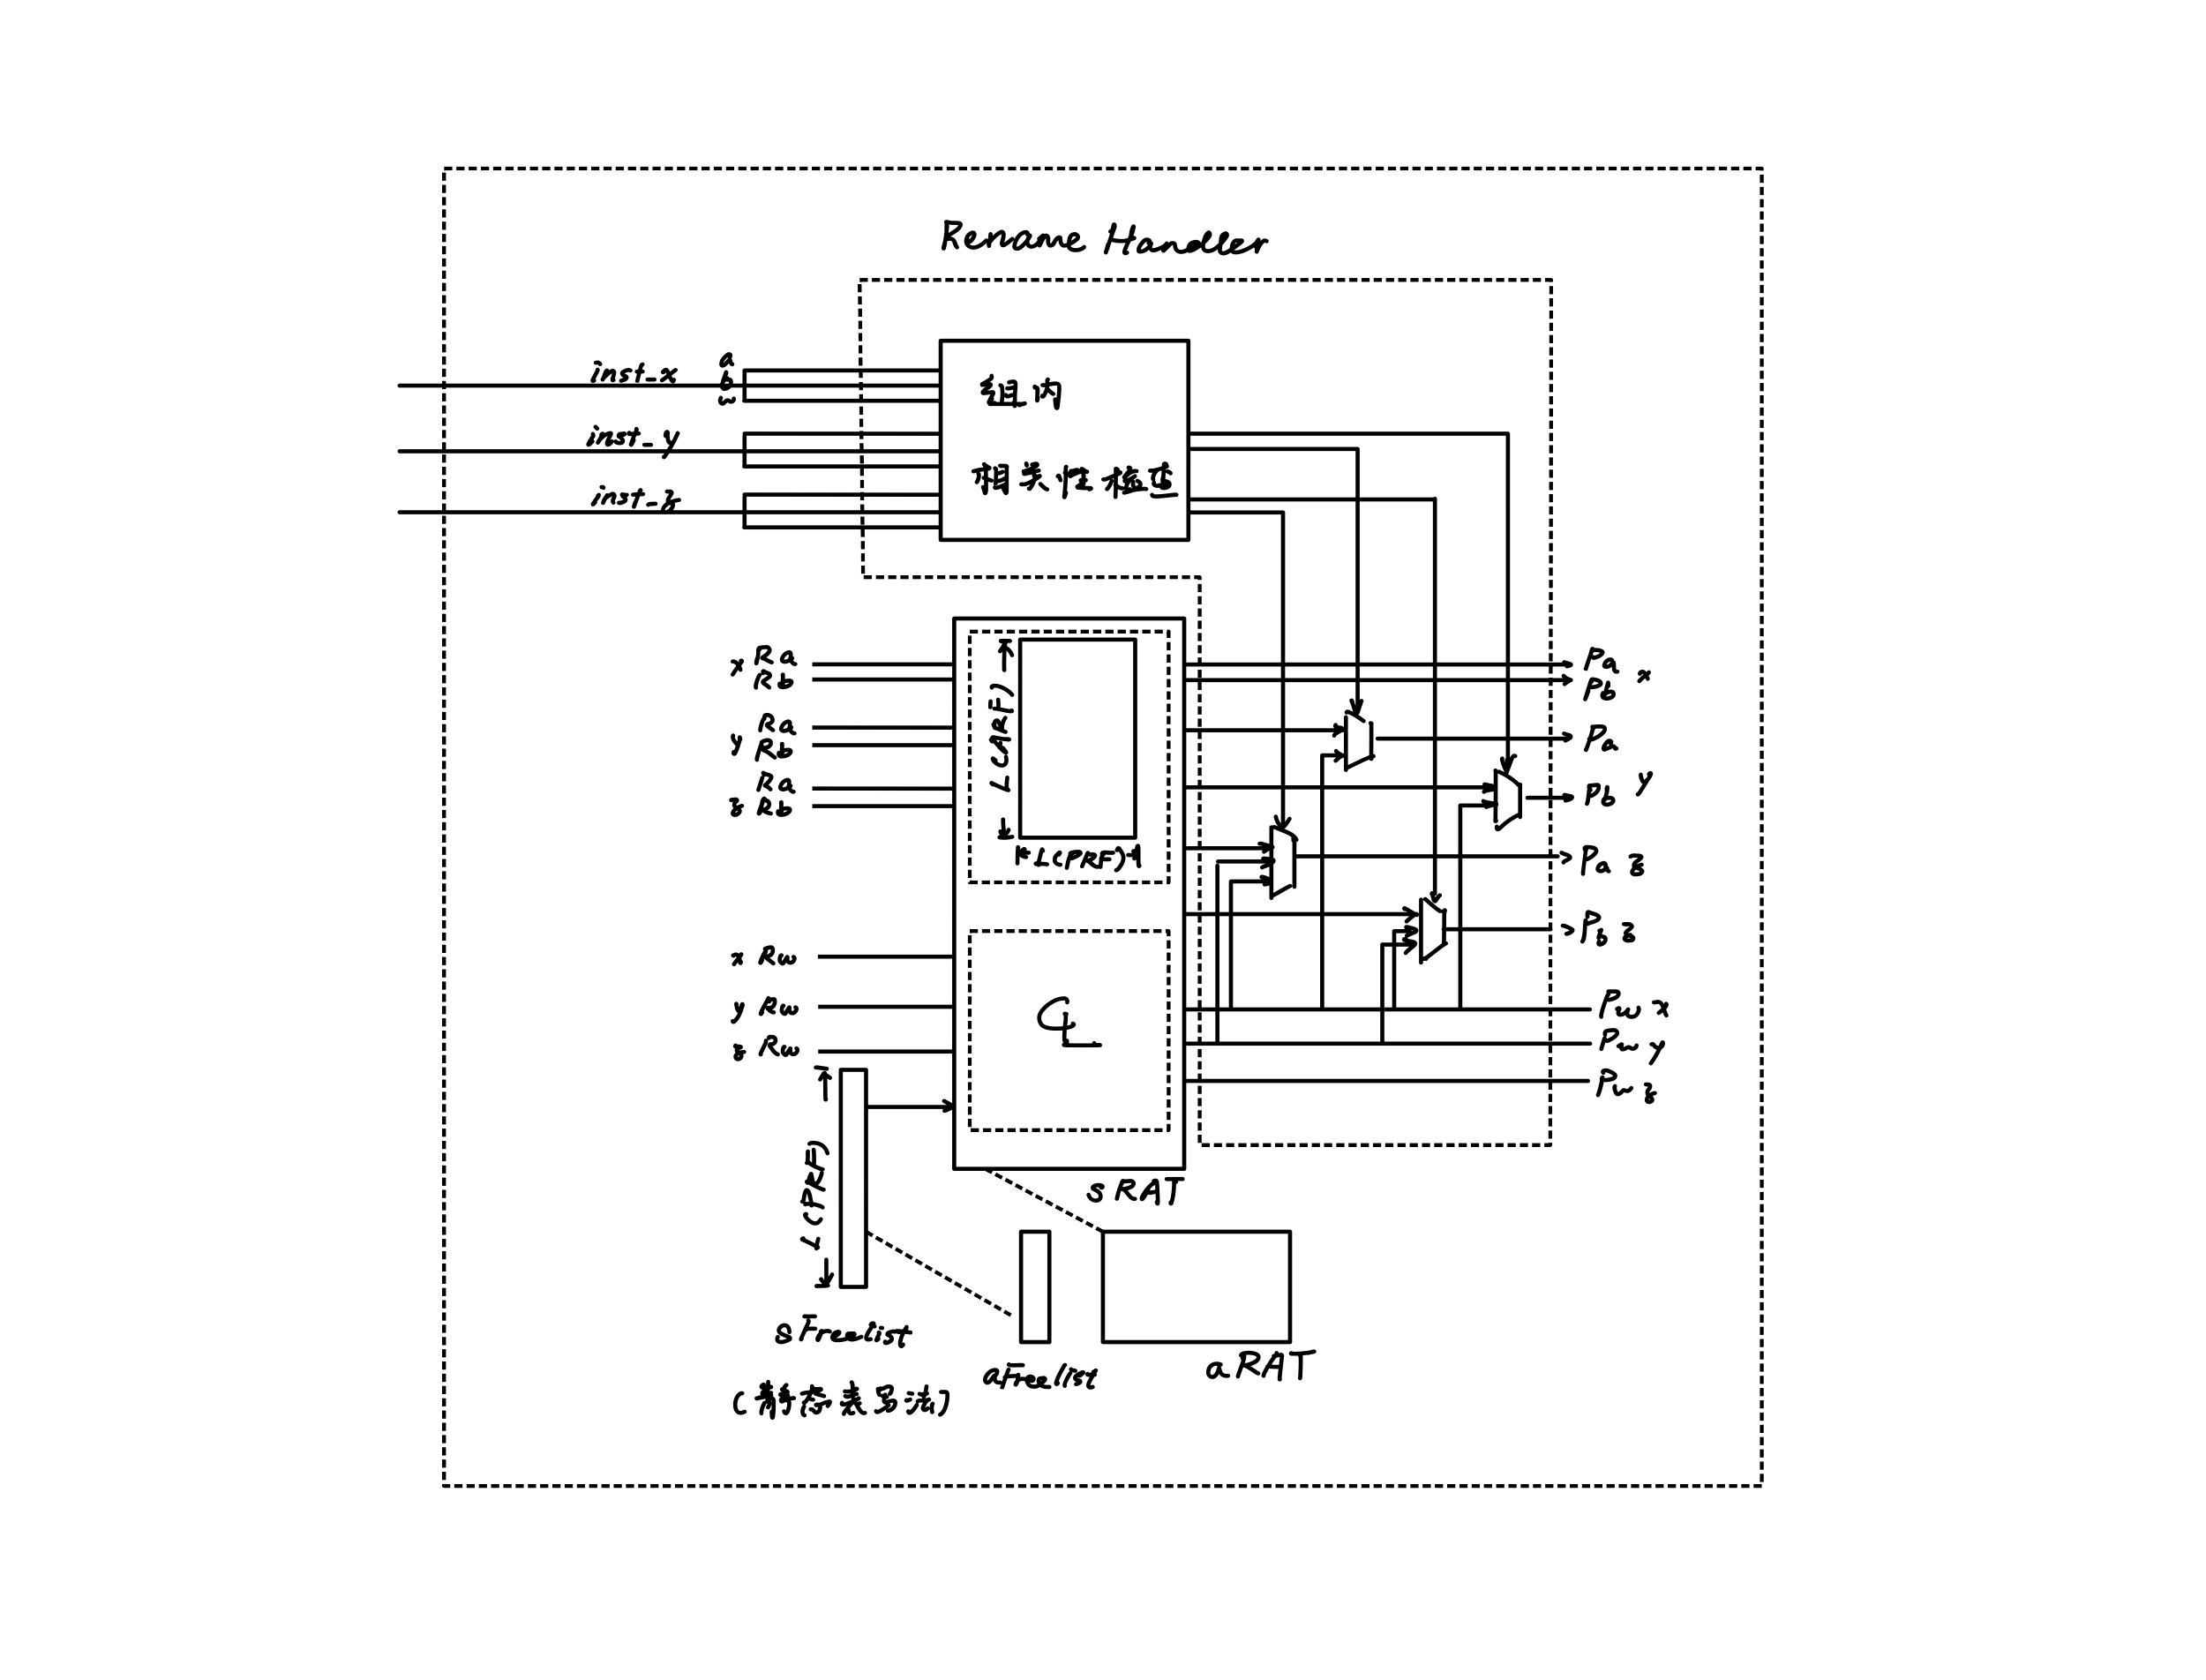 Rename Handler
inst_x
a
b
w
inst_y
inst_z
组内
相关性检查
x Ra
Rb
y Ra
Rb
z Ra
Rb
L(ARF)
L(PRF)
Pa x
Pb
Pa y
Pb
Pa z
Pb z
x Rw
y Rw
z Rw
CL
Pw x
Pw y
Pw z
L(PRF)
sRAT
sFreelist
(静态表易法)
aFreelist
aRAT